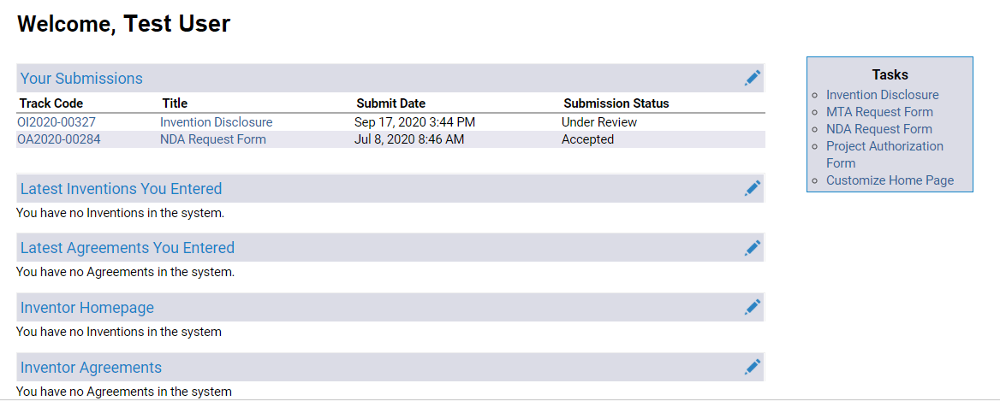 Welcome, Test User
Your Submissions
Track Code Title Submit Date Submission Status
OI2020-00327 Invention Disclosure Sep 17, 2020 3:44 PM Under Review
OA2020-00284 NDA Request Form Jul 8, 2020 8:46 AM Accepted
Latest Inventions You Entered
You have no Inventions in the system.
Latest Agreements You Entered
You have no Agreements in the system.
Inventor Homepage
You have no Inventions in the system
Inventor Agreements
You have no Agreements in the system
Tasks
Invention Disclosure
MTA Request Form
NDA Request Form
Project Authorization
Form
Customize Home Page